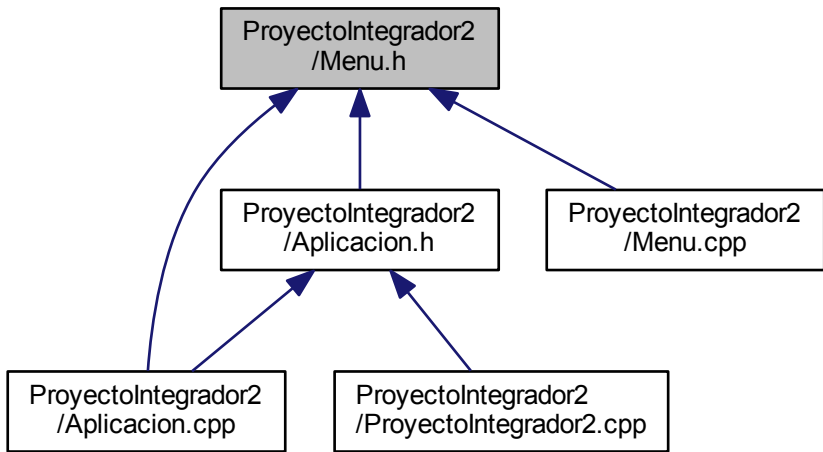 ProyectoIntegrador2
/Menu.h
ProyectoIntegrador2
/Aplicacion.h
ProyectoIntegrador2
/Menu.cpp
ProyectoIntegrador2
/Aplicacion.cpp
ProyectoIntegrador2
/ProyectoIntegrador2.cpp